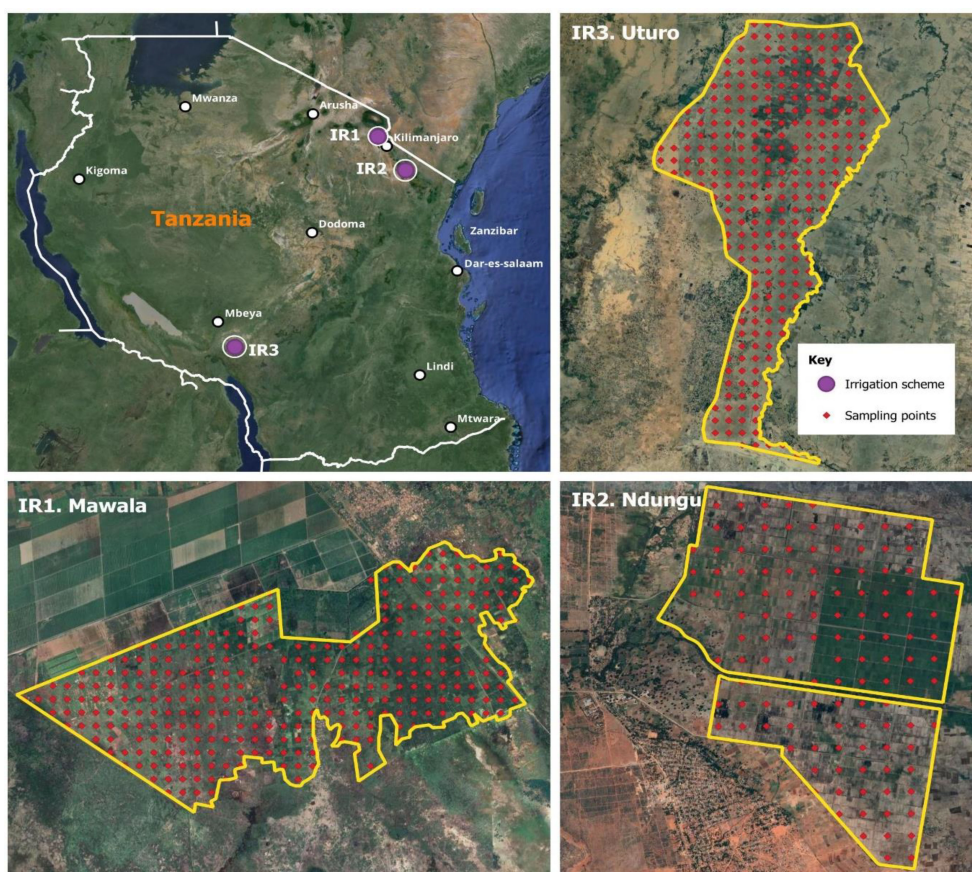 Mwanza
Arusha
IR1
Kilimanjaro
IR2
Kigoma
Tanzania
Dodoma
Zanzibar
Dar-es-salaam
Mbeya
IR3
Lindi
Mtwara
IR3. Uturo
Key
Irrigation scheme
Sampling points
IR1. Mawala
IR2. Ndungu